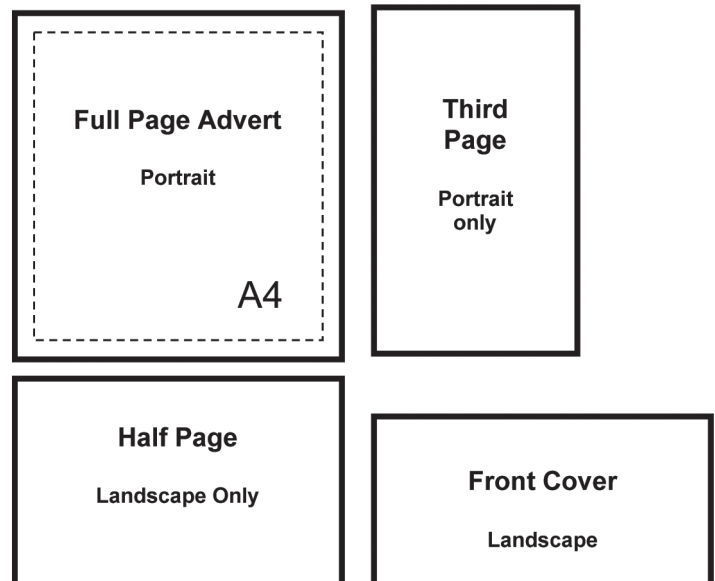 Full Page Advert
Portrait
A4
Third
Page
Portrait
only
Half Page
Landscape Only
Front Cover
Landscape